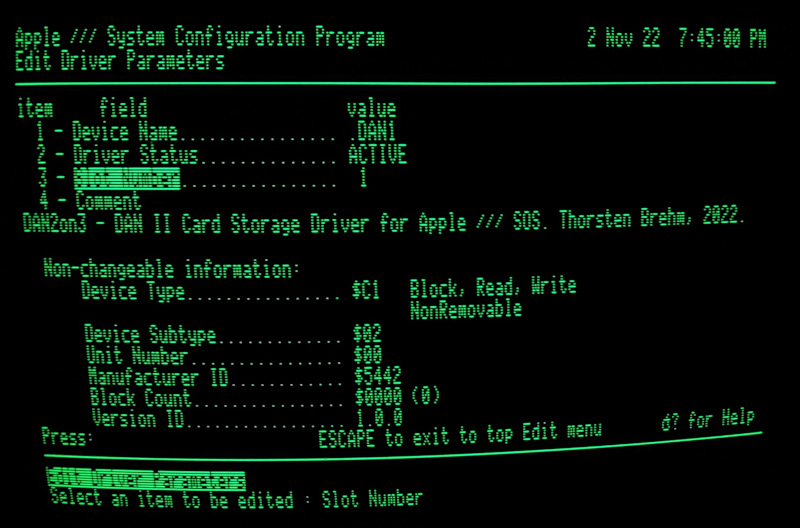 Apple /// System Configuration Program 2 Nov 22 7:45:00 PM
Edit Driver Parameters
item field value
1 - Device Name................ .DAN1
2 - Driver Status.............. ACTIVE
3 - Slot Number................ 1
4 - Comment
DAN2on3 - DAN II Card Storage Driver for Apple /// SOS. Thorsten Brehm, 2022.
Non-changeable information:
Device Type................ $C1 Block, Read, Write
NonRemovable
Device Subtype............. $02
Unit Number................ $00
Manufacturer ID............ $5442
Block Count................ $0000 (0)
Version ID................. 1.0.0
Press: ESCAPE to exit to top Edit menu d? for Help
Edit Driver Parameters
Select an item to be edited : Slot Number